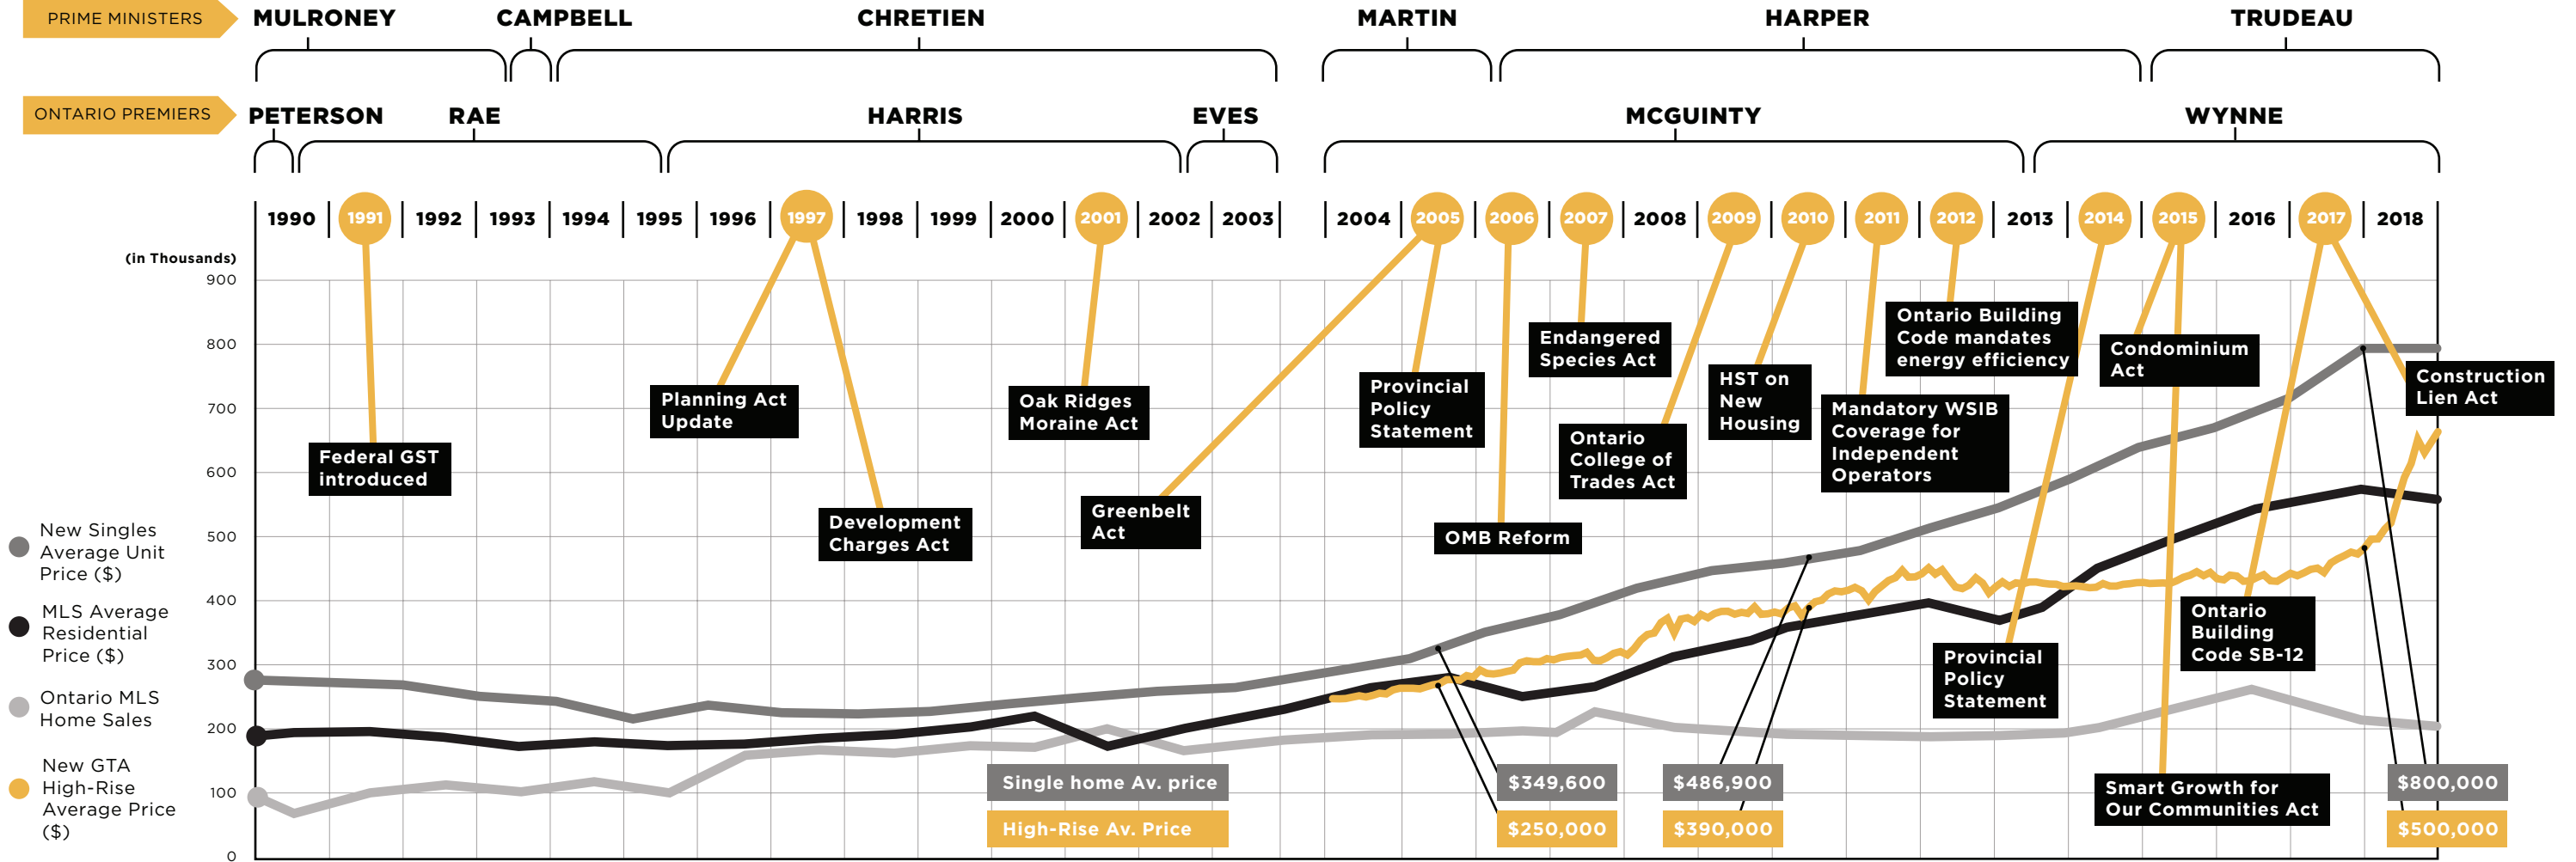 PRIME MINISTERS
MULRONEY
CAMPBELL
CHRETIEN
MARTIN
HARPER
TRUDEAU
ONTARIO PREMIERS
PETERSON
RAE
HARRIS
EVES
MCGUINTY
WYNNE
1990
1991
1992
1993
1994
1995
1996
1997
1998
1999
2000
2001
2002
2003
2004
2005
2006
2007
2008
2009
2010
2011
2012
2013
2014
2015
2016
2017
2018
(in Thousands)
900
800
700
600
500
400
300
200
100
0
New Singles
Average Unit
Price ($)
MLS Average
Residential
Price ($)
Ontario MLS
Home Sales
New GTA
High-Rise
Average Price
($)
Federal GST
introduced
Planning Act
Update
Development
Charges Act
Oak Ridges
Moraine Act
Greenbelt
Act
Provincial
Policy
Statement
OMB Reform
Endangered
Species Act
Ontario
College of
Trades Act
HST on
New
Housing
Mandatory WSIB
Coverage for
Independent
Operators
Ontario Building
Code mandates
energy efficiency
Provincial
Policy
Statement
Condominium
Act
Smart Growth for
Our Communities Act
Ontario
Building
Code SB-12
Construction
Lien Act
Single home Av. price
$349,600
$486,900
$800,000
High-Rise Av. Price
$250,000
$390,000
$500,000